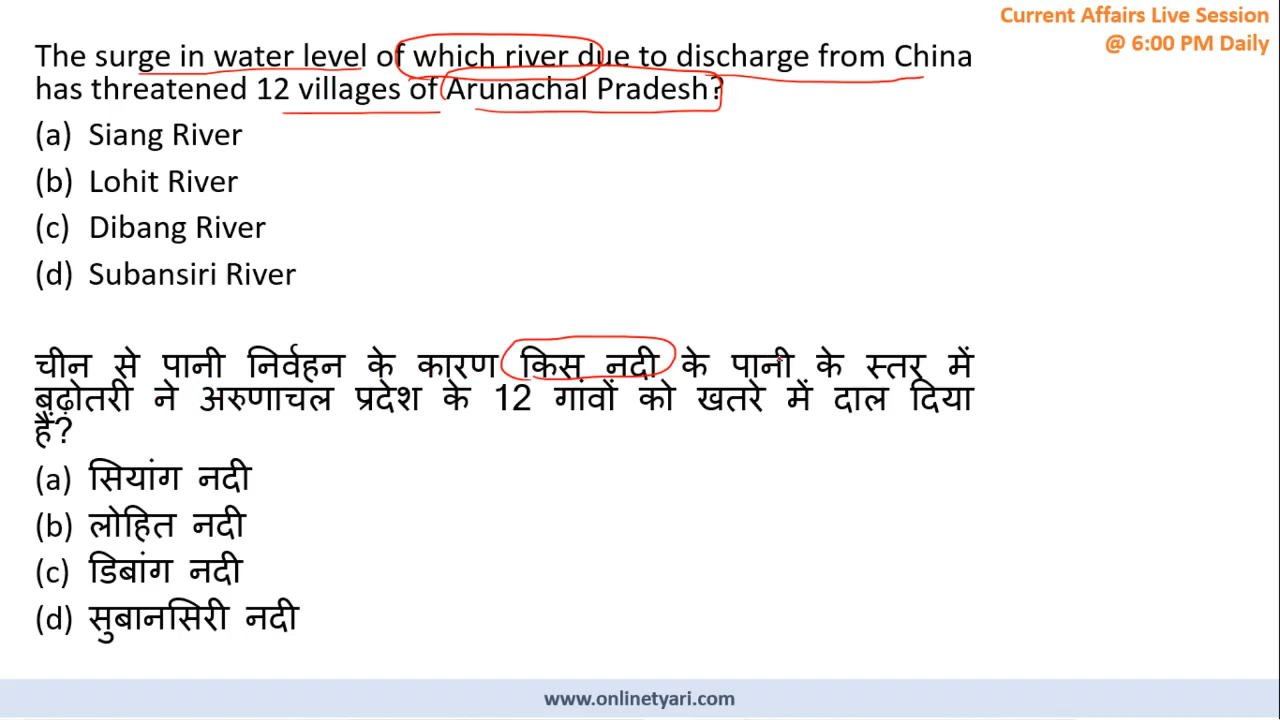 Current Affairs Live Session
@ 6:00 PM Daily
The surge in water level of which river due to discharge from China
has threatened 12 villages of Arunachal Pradesh?
(a) Siang River
(b) Lohit River
(c) Dibang River
(d) Subansiri River
चीन से पानी निर्वहन के कारण किस नदी के पानी के स्तर में
बढ़ोतरी ने अरुणाचल प्रदेश के 12 गांवों को खतरे में दाल दिया
हैं?
(a) सियांग नदी
(b) लोहित नदी
(c) डिबांग नदी
(d) सुबानसिरी नदी
www.onlinetyari.com